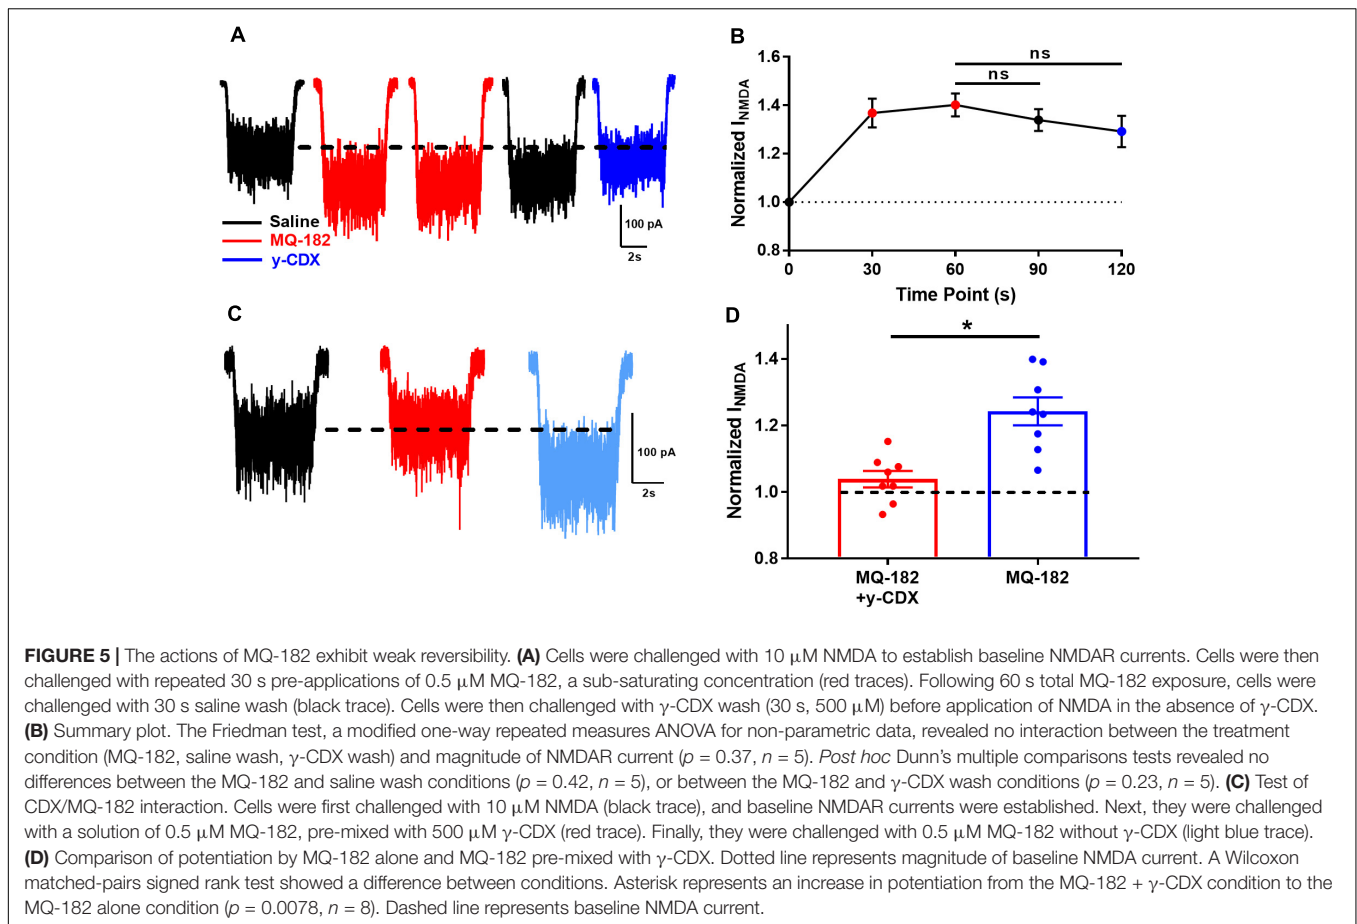 A
Saline
MQ-182
y-CDX
100 pA
2s
B
1.6
1.4
1.2
1.0
0.8
Normalized I_NMDA
ns
ns
0 30 60 90 120
Time Point (s)
C
100 pA
2s
D
*
1.4
1.2
1.0
0.8
Normalized I_NMDA
MQ-182
+y-CDX
MQ-182
FIGURE 5 | The actions of MQ-182 exhibit weak reversibility. (A) Cells were challenged with 10 μM NMDA to establish baseline NMDAR currents. Cells were then
challenged with repeated 30 s pre-applications of 0.5 μM MQ-182, a sub-saturating concentration (red traces). Following 60 s total MQ-182 exposure, cells were
challenged with 30 s saline wash (black trace). Cells were then challenged with γ-CDX wash (30 s, 500 μM) before application of NMDA in the absence of γ-CDX.
(B) Summary plot. The Friedman test, a modified one-way repeated measures ANOVA for non-parametric data, revealed no interaction between the treatment
condition (MQ-182, saline wash, γ-CDX wash) and magnitude of NMDAR current (p = 0.37, n = 5). Post hoc Dunn's multiple comparisons tests revealed no
differences between the MQ-182 and saline wash conditions (p = 0.42, n = 5), or between the MQ-182 and γ-CDX wash conditions (p = 0.23, n = 5). (C) Test of
CDX/MQ-182 interaction. Cells were first challenged with 10 μM NMDA (black trace), and baseline NMDAR currents were established. Next, they were challenged
with a solution of 0.5 μM MQ-182, pre-mixed with 500 μM γ-CDX (red trace). Finally, they were challenged with 0.5 μM MQ-182 without γ-CDX (light blue trace).
(D) Comparison of potentiation by MQ-182 alone and MQ-182 pre-mixed with γ-CDX. Dotted line represents magnitude of baseline NMDA current. A Wilcoxon
matched-pairs signed rank test showed a difference between conditions. Asterisk represents an increase in potentiation from the MQ-182 + γ-CDX condition to the
MQ-182 alone condition (p = 0.0078, n = 8). Dashed line represents baseline NMDA current.